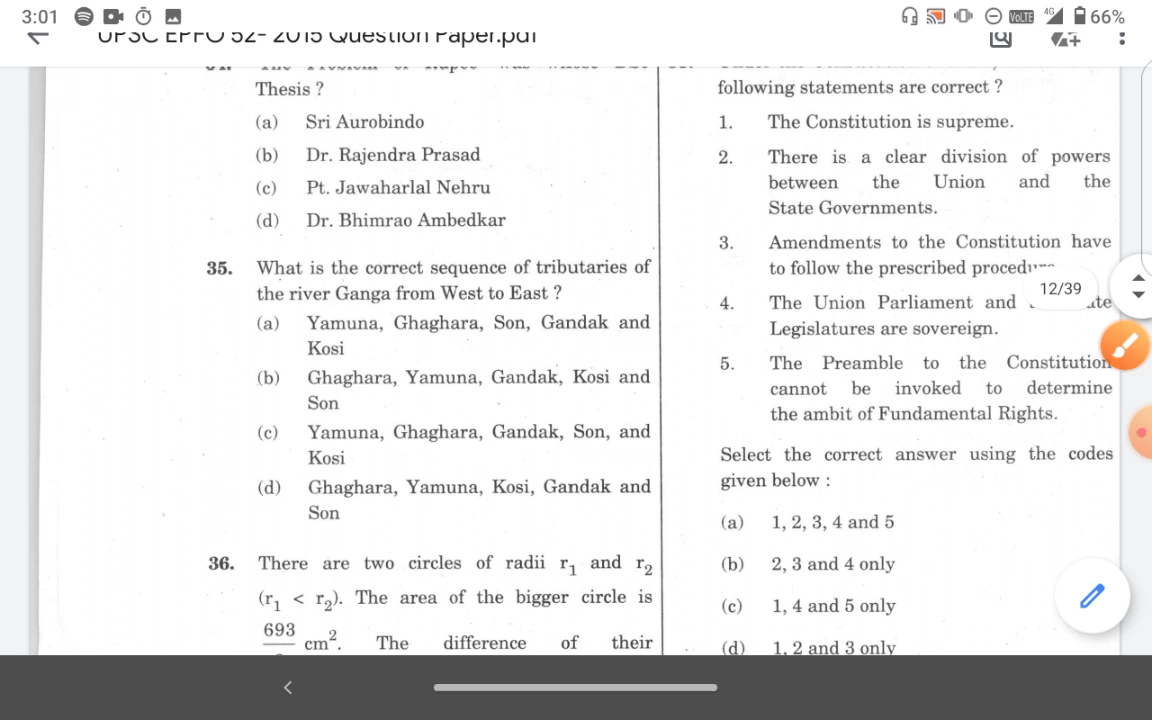 3:01
VoLTE 4G 66%
UPSC EPFO 52- 2015 Question Paper.pdf
Thesis ?
(a) Sri Aurobindo
(b) Dr. Rajendra Prasad
(c) Pt. Jawaharlal Nehru
(d) Dr. Bhimrao Ambedkar
35. What is the correct sequence of tributaries of
the river Ganga from West to East ?
(a) Yamuna, Ghaghara, Son, Gandak and
Kosi
(b) Ghaghara, Yamuna, Gandak, Kosi and
Son
(c) Yamuna, Ghaghara, Gandak, Son, and
Kosi
(d) Ghaghara, Yamuna, Kosi, Gandak and
Son
36. There are two circles of radii r₁ and r₂
(r₁ < r₂). The area of the bigger circle is
693 cm². The difference of their
following statements are correct ?
1. The Constitution is supreme.
2. There is a clear division of powers
between the Union and the
State Governments.
3. Amendments to the Constitution have
to follow the prescribed
12/39
4. The Union Parliament and
Legislatures are sovereign.
5. The Preamble to the Constitution
cannot be invoked to determine
the ambit of Fundamental Rights.
Select the correct answer using the codes
given below :
(a) 1, 2, 3, 4 and 5
(b) 2, 3 and 4 only
(c) 1, 4 and 5 only
(d) 1, 2 and 3 only